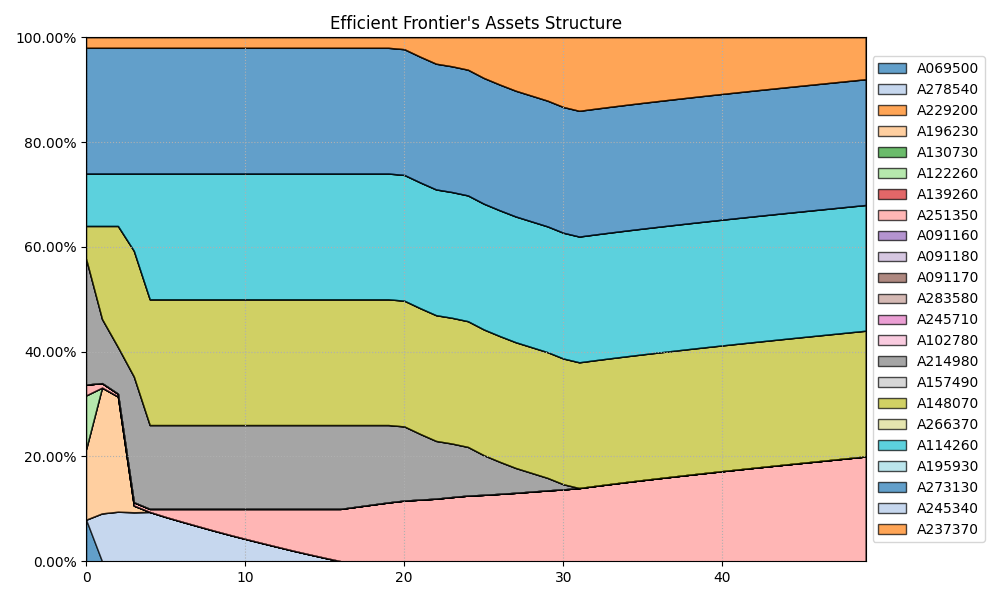 Efficient Frontier's Assets Structure
100.00%
80.00%
60.00%
40.00%
20.00%
0.00%
0
10
20
30
40
A069500
A278540
A229200
A196230
A130730
A122260
A139260
A251350
A091160
A091180
A091170
A283580
A245710
A102780
A214980
A157490
A148070
A266370
A114260
A195930
A273130
A245340
A237370